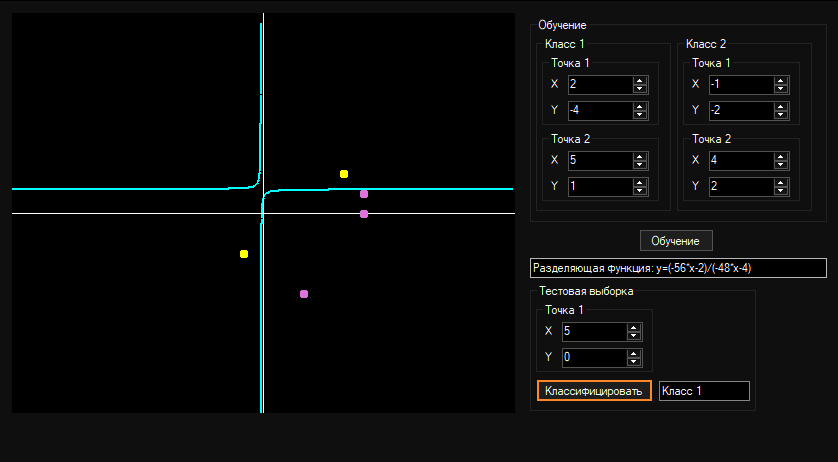 Обучение
Класс 1
Класс 2
Точка 1
Точка 1
X 2
X -1
Y -4
Y -2
Точка 2
Точка 2
X 5
X 4
Y 1
Y 2
Обучение
Разделяющая функция: y=(-56*x-2)/(-48*x-4)
Тестовая выборка
Точка 1
X 5
Y 0
Классифицировать
Класс 1